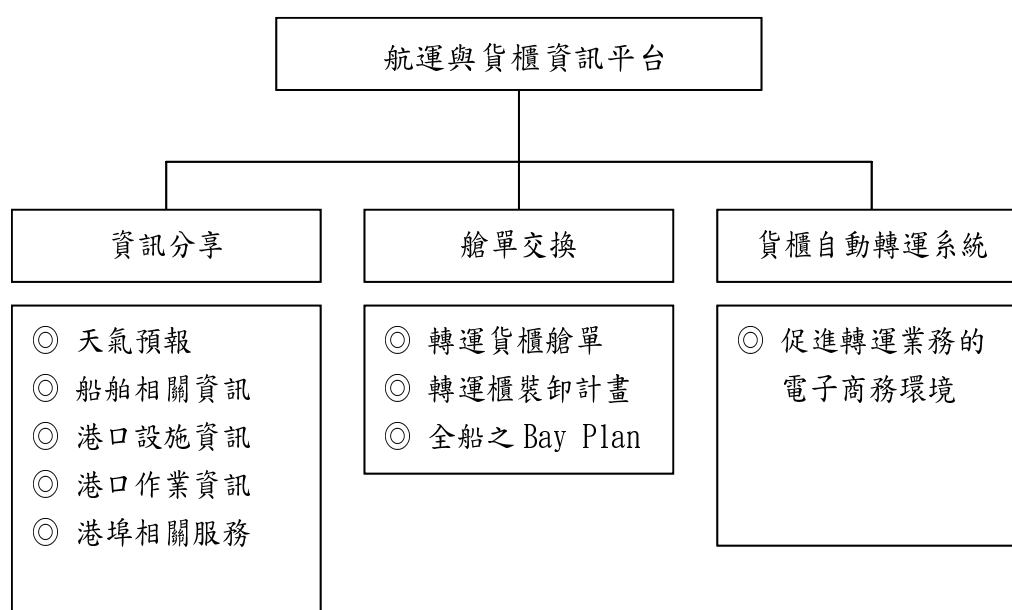 航運與貨櫃資訊平台
資訊分享
艙單交換
貨櫃自動轉運系統
◎ 天氣預報
◎ 船舶相關資訊
◎ 港口設施資訊
◎ 港口作業資訊
◎ 港埠相關服務
◎ 轉運貨櫃艙單
◎ 轉運櫃裝卸計畫
◎ 全船之 Bay Plan
◎ 促進轉運業務的
電子商務環境